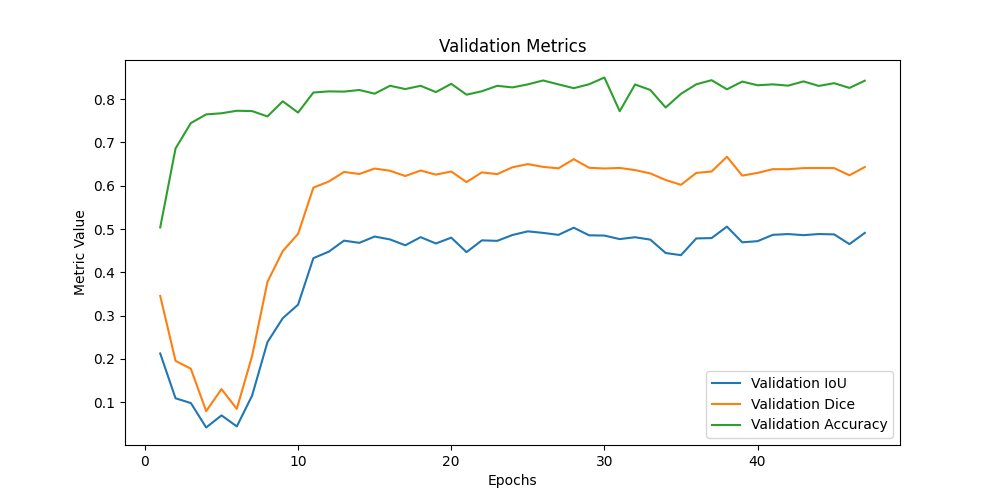 Validation Metrics
Metric Value
0.8
0.7
0.6
0.5
0.4
0.3
0.2
0.1
0 10 20 30 40
Epochs
Validation IoU
Validation Dice
Validation Accuracy